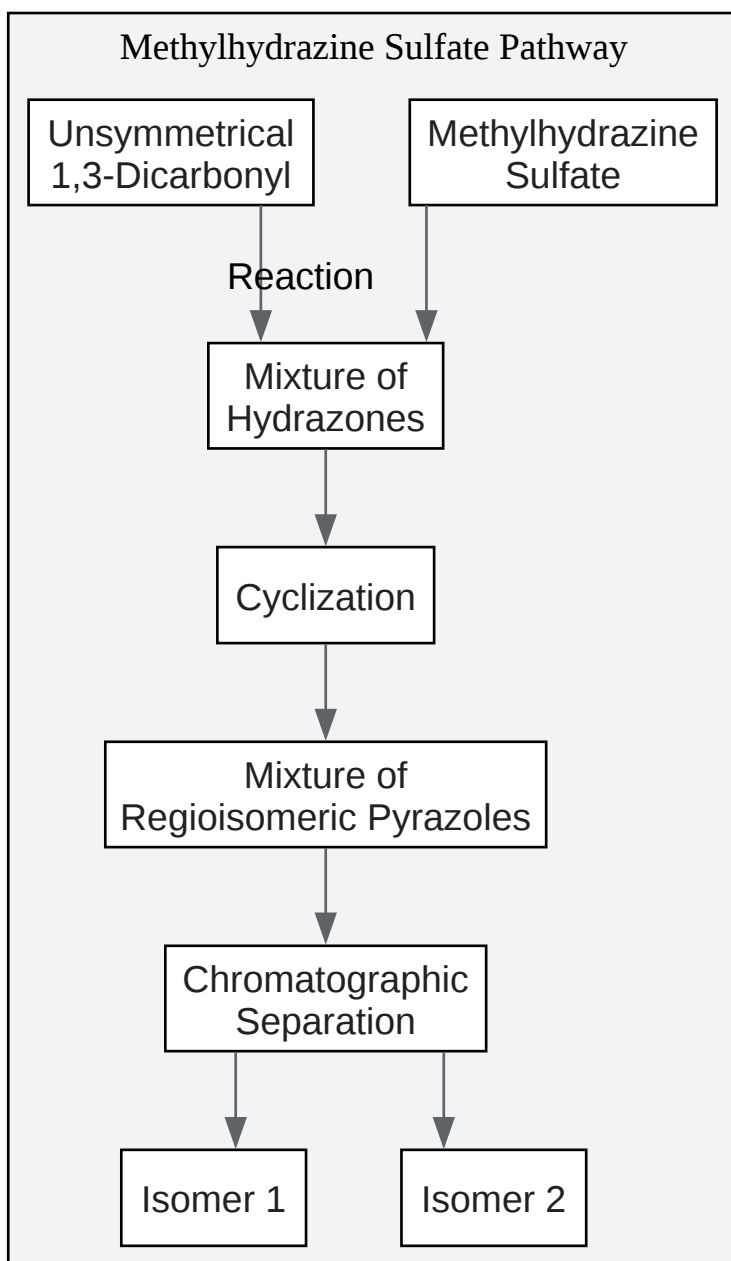 Methylhydrazine Sulfate Pathway
Unsymmetrical
1,3-Dicarbonyl
Methylhydrazine
Sulfate
Reaction
Mixture of
Hydrazones
Cyclization
Mixture of
Regioisomeric Pyrazoles
Chromatographic
Separation
Isomer 1
Isomer 2